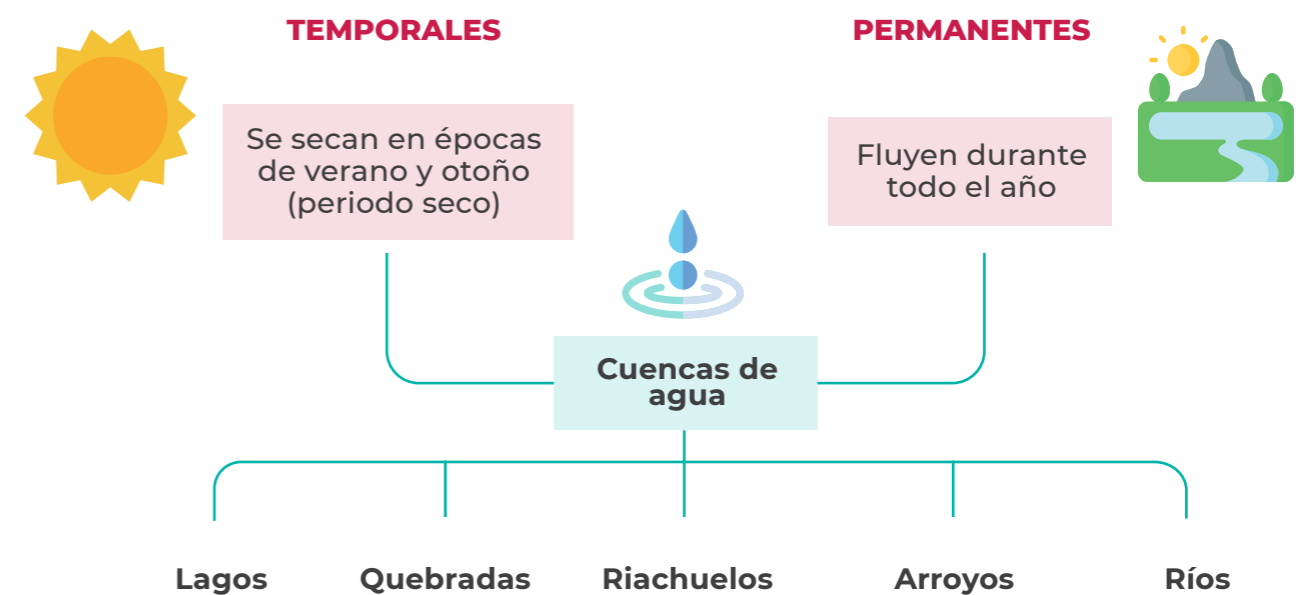 TEMPORALES
PERMANENTES
Se secan en épocas
de verano y otoño
(periodo seco)
Fluyen durante
todo el año
Cuencas de
agua
Lagos
Quebradas
Riachuelos
Arroyos
Ríos